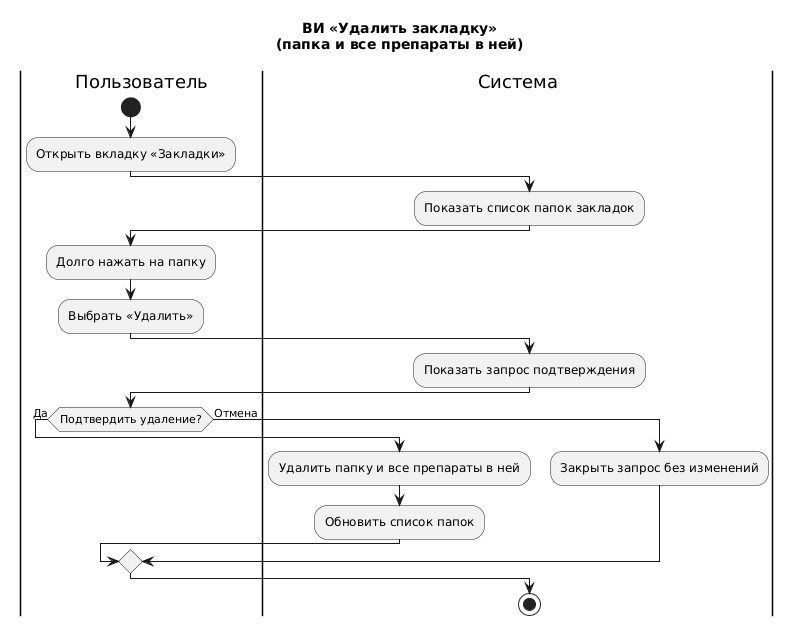 ВИ «Удалить закладку»
(папка и все препараты в ней)
Пользователь
Система
Открыть вкладку «Закладки»
Показать список папок закладок
Долго нажать на папку
Выбрать «Удалить»
Показать запрос подтверждения
Да
Подтвердить удаление?
Отмена
Удалить папку и все препараты в ней
Закрыть запрос без изменений
Обновить список папок